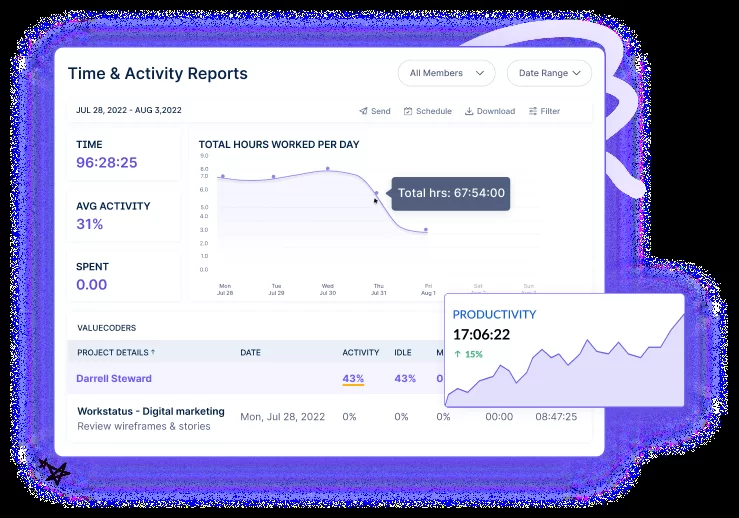 Time & Activity Reports
All Members
Date Range
JUL 28, 2022 - AUG 3,2022
Send
Schedule
Download
Filter
TIME
96:28:25
AVG ACTIVITY
31%
SPENT
0.00
TOTAL HOURS WORKED PER DAY
9.0
8.0
7.0
6.0
5.0
4.0
3.0
2.0
1.0
0.0
Total hrs: 67:54:00
Mon Tue Wed Thu Fri Sat Sun
Jul 28 Jul 29 Jul 30 Jul 31 Aug 1
PRODUCTIVITY
17:06:22
↑ 15%
VALUECODERS
PROJECT DETAILS ↑ DATE ACTIVITY IDLE M
Darrell Steward 43% 43% 0
Workstatus - Digital marketing Mon, Jul 28, 2022 0% 0% 0% 00:00 08:47:25
Review wireframes & stories